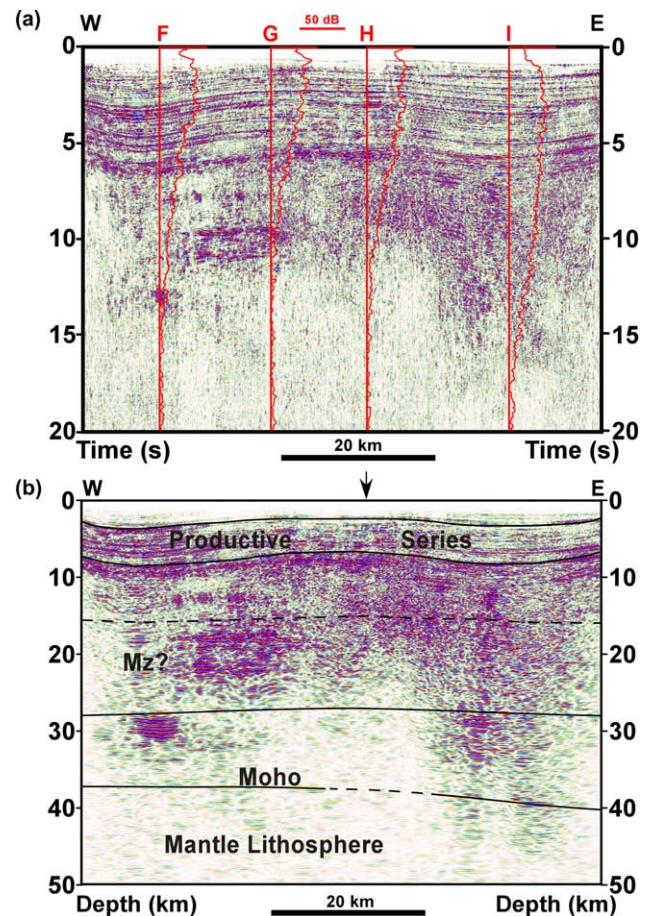 (a) W F G 50 dB H I E
0 0
5 5
10 10
15 15
20 20
Time (s) 20 km Time (s)
(b) W E
0 0
Productive Series
10 10
Mz?
20 20
30 30
Moho
40 40
Mantle Lithosphere
50 50
Depth (km) 20 km Depth (km)